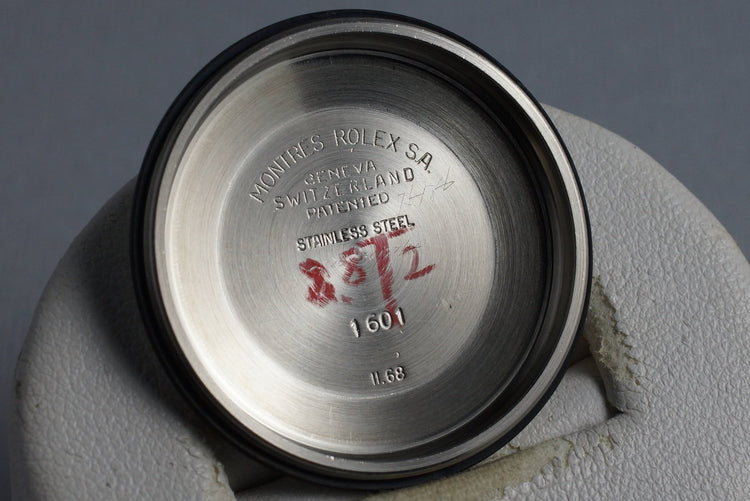 MONTRES ROLEX S.A.
GENEVA
SWITZERLAND
PATENTED
STAINLESS STEEL
1601
II.68